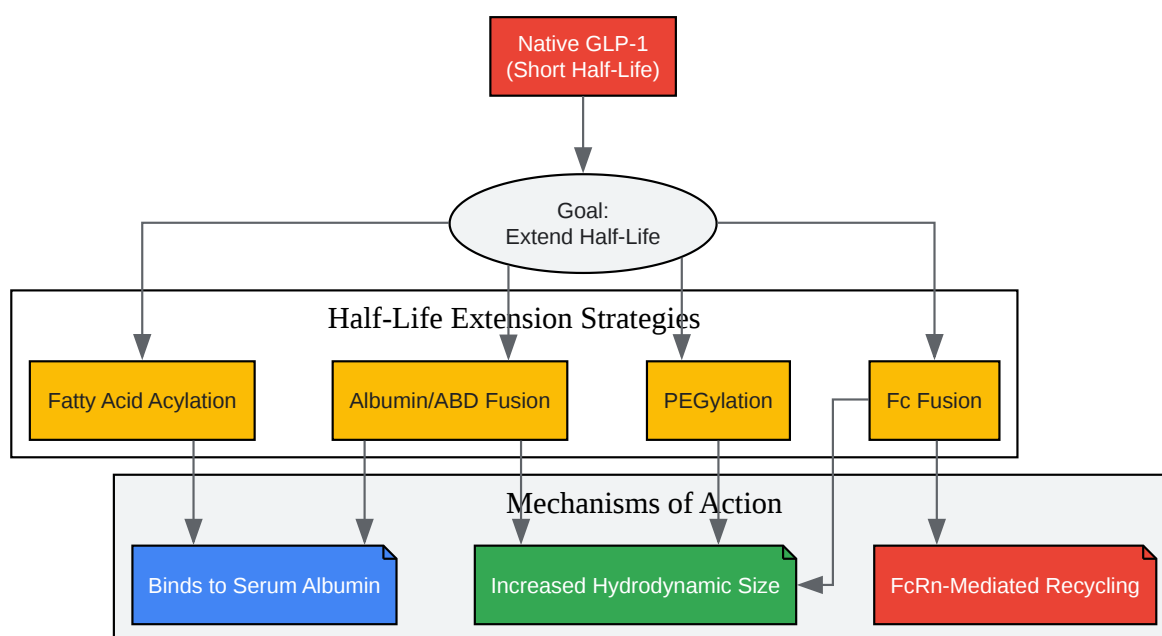 Native GLP-1
(Short Half-Life)
Goal:
Extend Half-Life
Half-Life Extension Strategies
Fatty Acid Acylation
Albumin/ABD Fusion
PEGylation
Fc Fusion
Mechanisms of Action
Binds to Serum Albumin
Increased Hydrodynamic Size
FcRn-Mediated Recycling